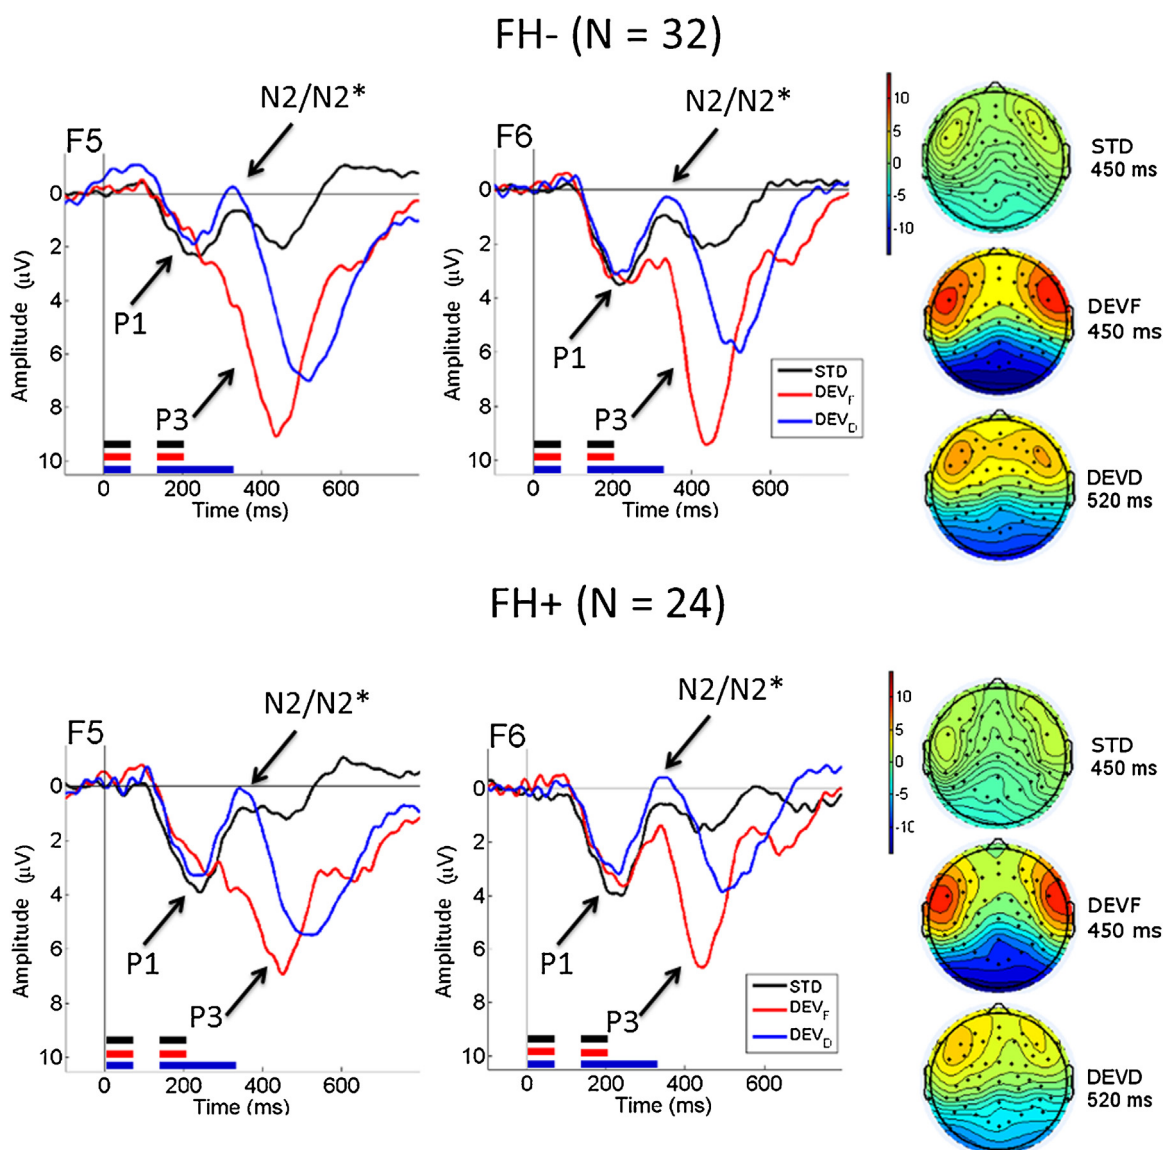 FH- (N = 32)
N2/N2*
F5
0
2
4
6
8
10
Amplitude (μV)
P1
P3
0 200 400 600
Time (ms)
N2/N2*
F6
0
2
4
6
8
10
Amplitude (μV)
P1
P3
STD
DEV_F
DEV_D
0 200 400 600
Time (ms)
10
5
0
-5
-10
STD
450 ms
DEVF
450 ms
DEVD
520 ms
FH+ (N = 24)
N2/N2*
F5
0
2
4
6
8
10
Amplitude (μV)
P1
P3
0 200 400 600
Time (ms)
N2/N2*
F6
0
2
4
6
8
10
Amplitude (μV)
P1
P3
STD
DEV_F
DEV_D
0 200 400 600
Time (ms)
10
5
0
-5
-10
STD
450 ms
DEVF
450 ms
DEVD
520 ms